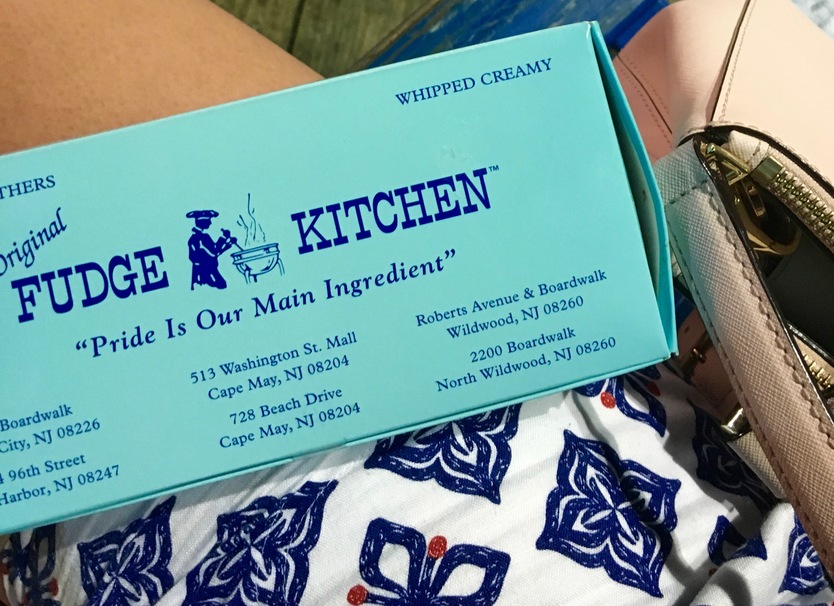 THERS
WHIPPED CREAMY
Original
FUDGE KITCHEN™
“Pride Is Our Main Ingredient”
Boardwalk
City, NJ 08226
96th Street
Harbor, NJ 08247
513 Washington St. Mall
Cape May, NJ 08204
728 Beach Drive
Cape May, NJ 08204
Roberts Avenue & Boardwalk
Wildwood, NJ 08260
2200 Boardwalk
North Wildwood, NJ 08260